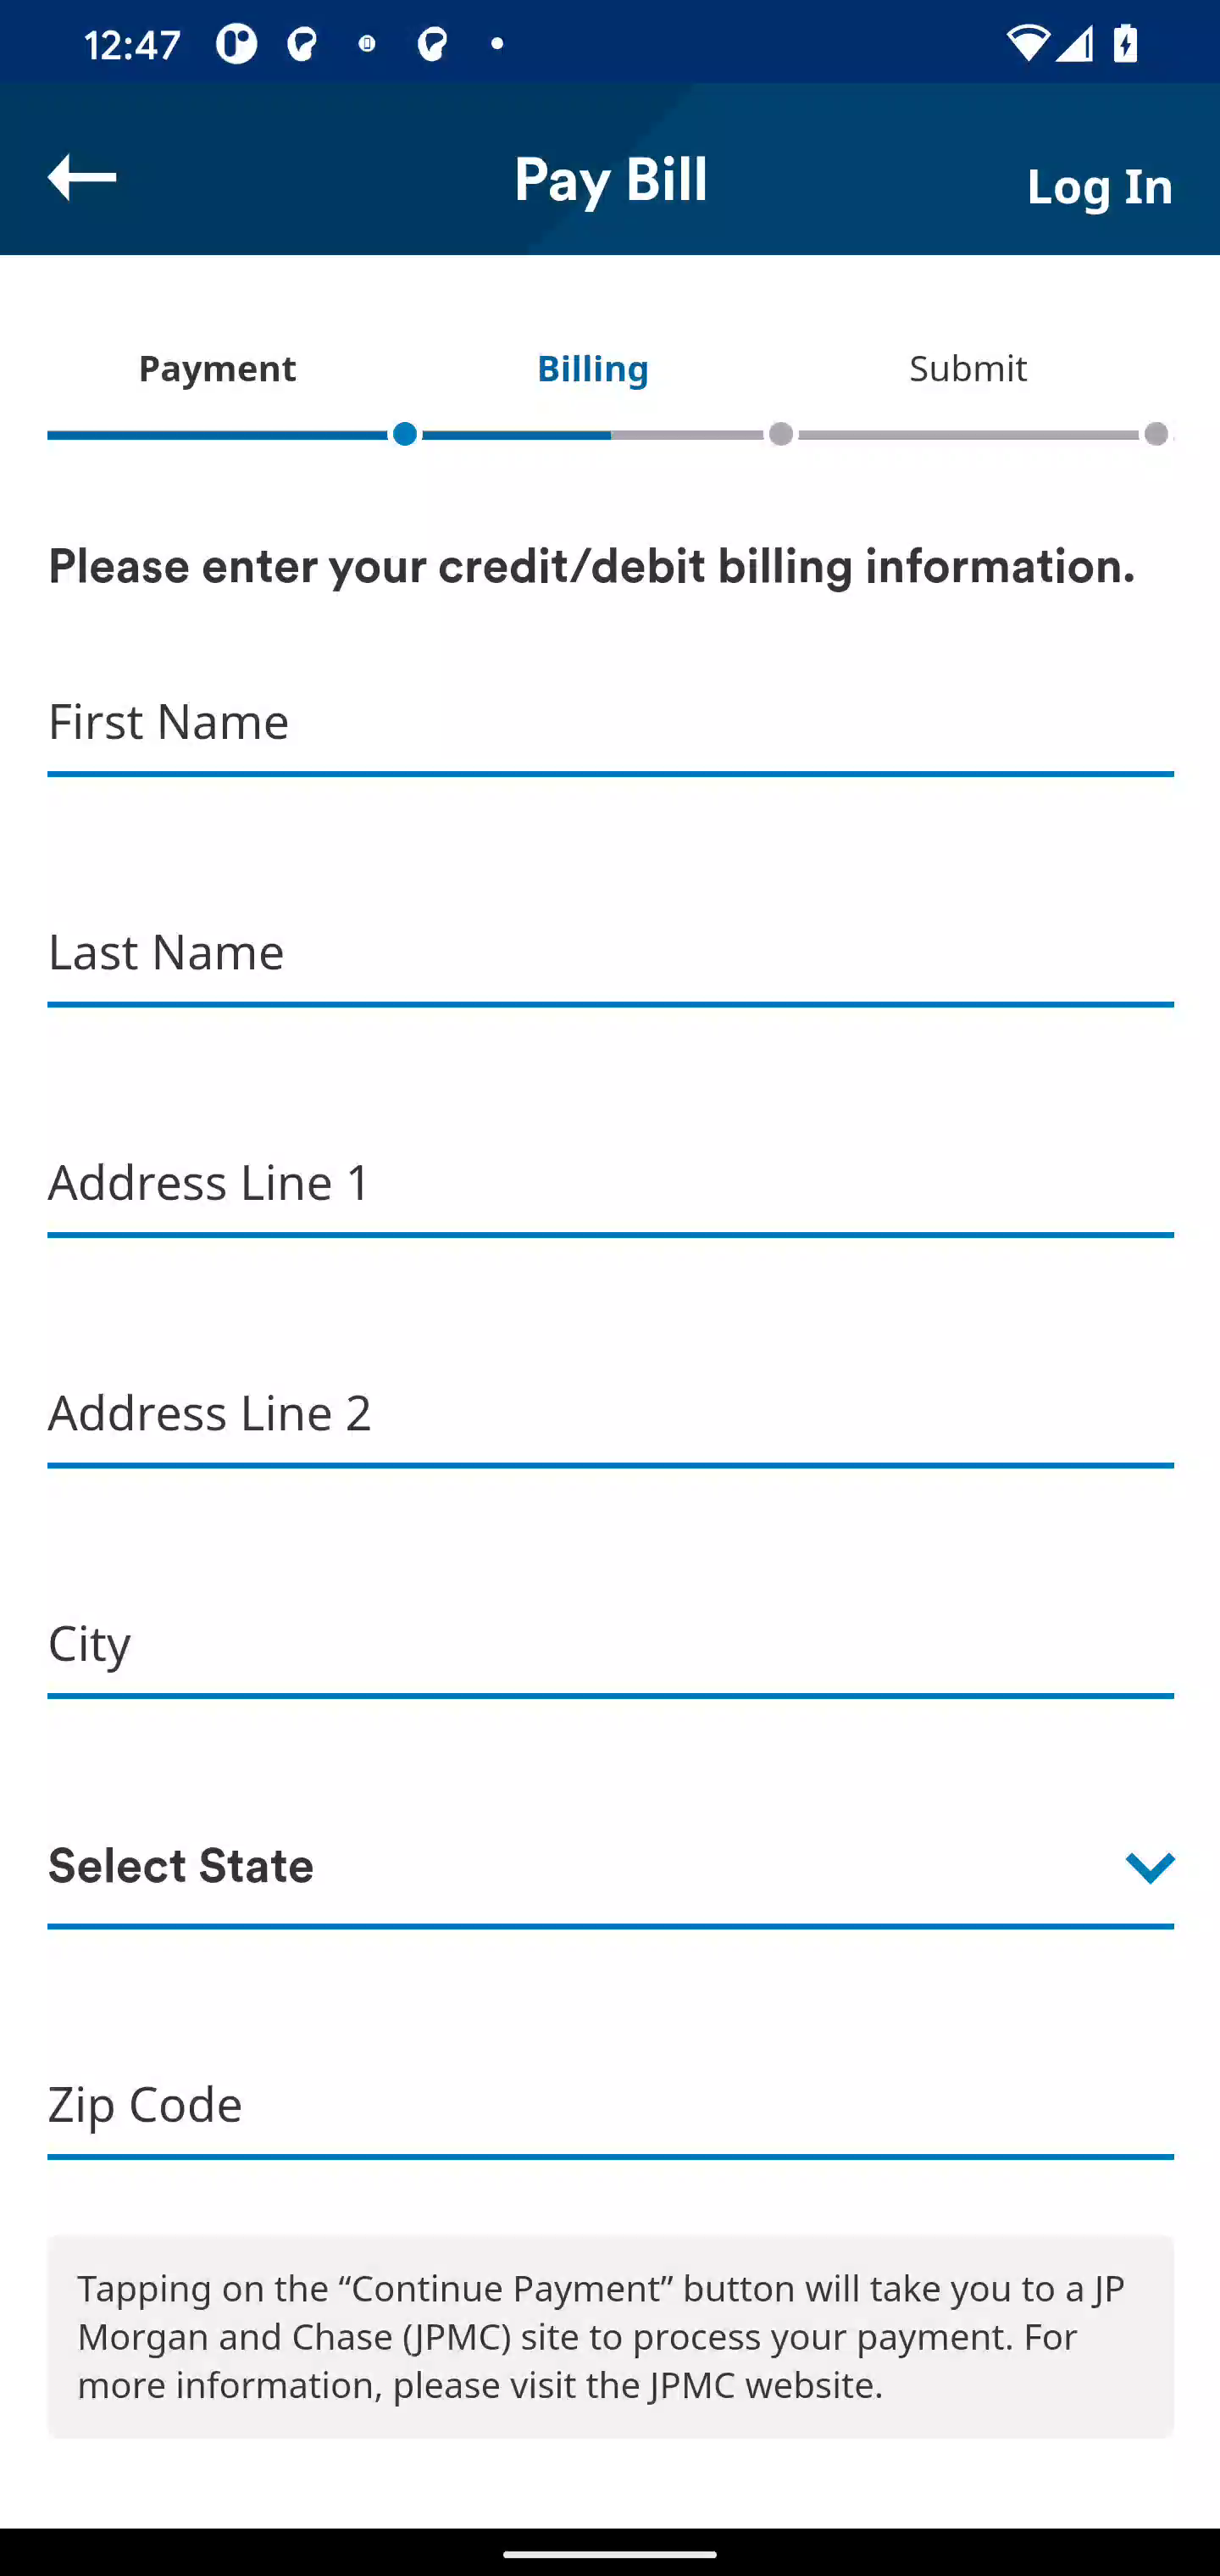 12:47
Pay Bill
Log In
Payment
Billing
Submit
Please enter your credit/debit billing information.
First Name
Last Name
Address Line 1
Address Line 2
City
Select State
Zip Code
Tapping on the “Continue Payment” button will take you to a JP
Morgan and Chase (JPMC) site to process your payment. For
more information, please visit the JPMC website.